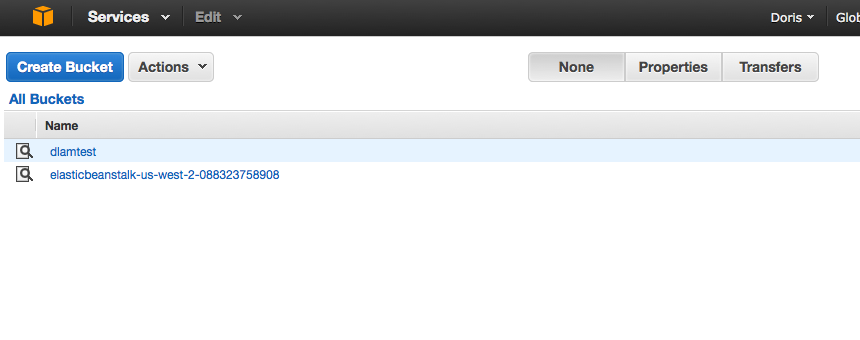 Services Edit Doris Glob
Create Bucket Actions None Properties Transfers
All Buckets
Name
dlamtest
elasticbeanstalk-us-west-2-088323758908